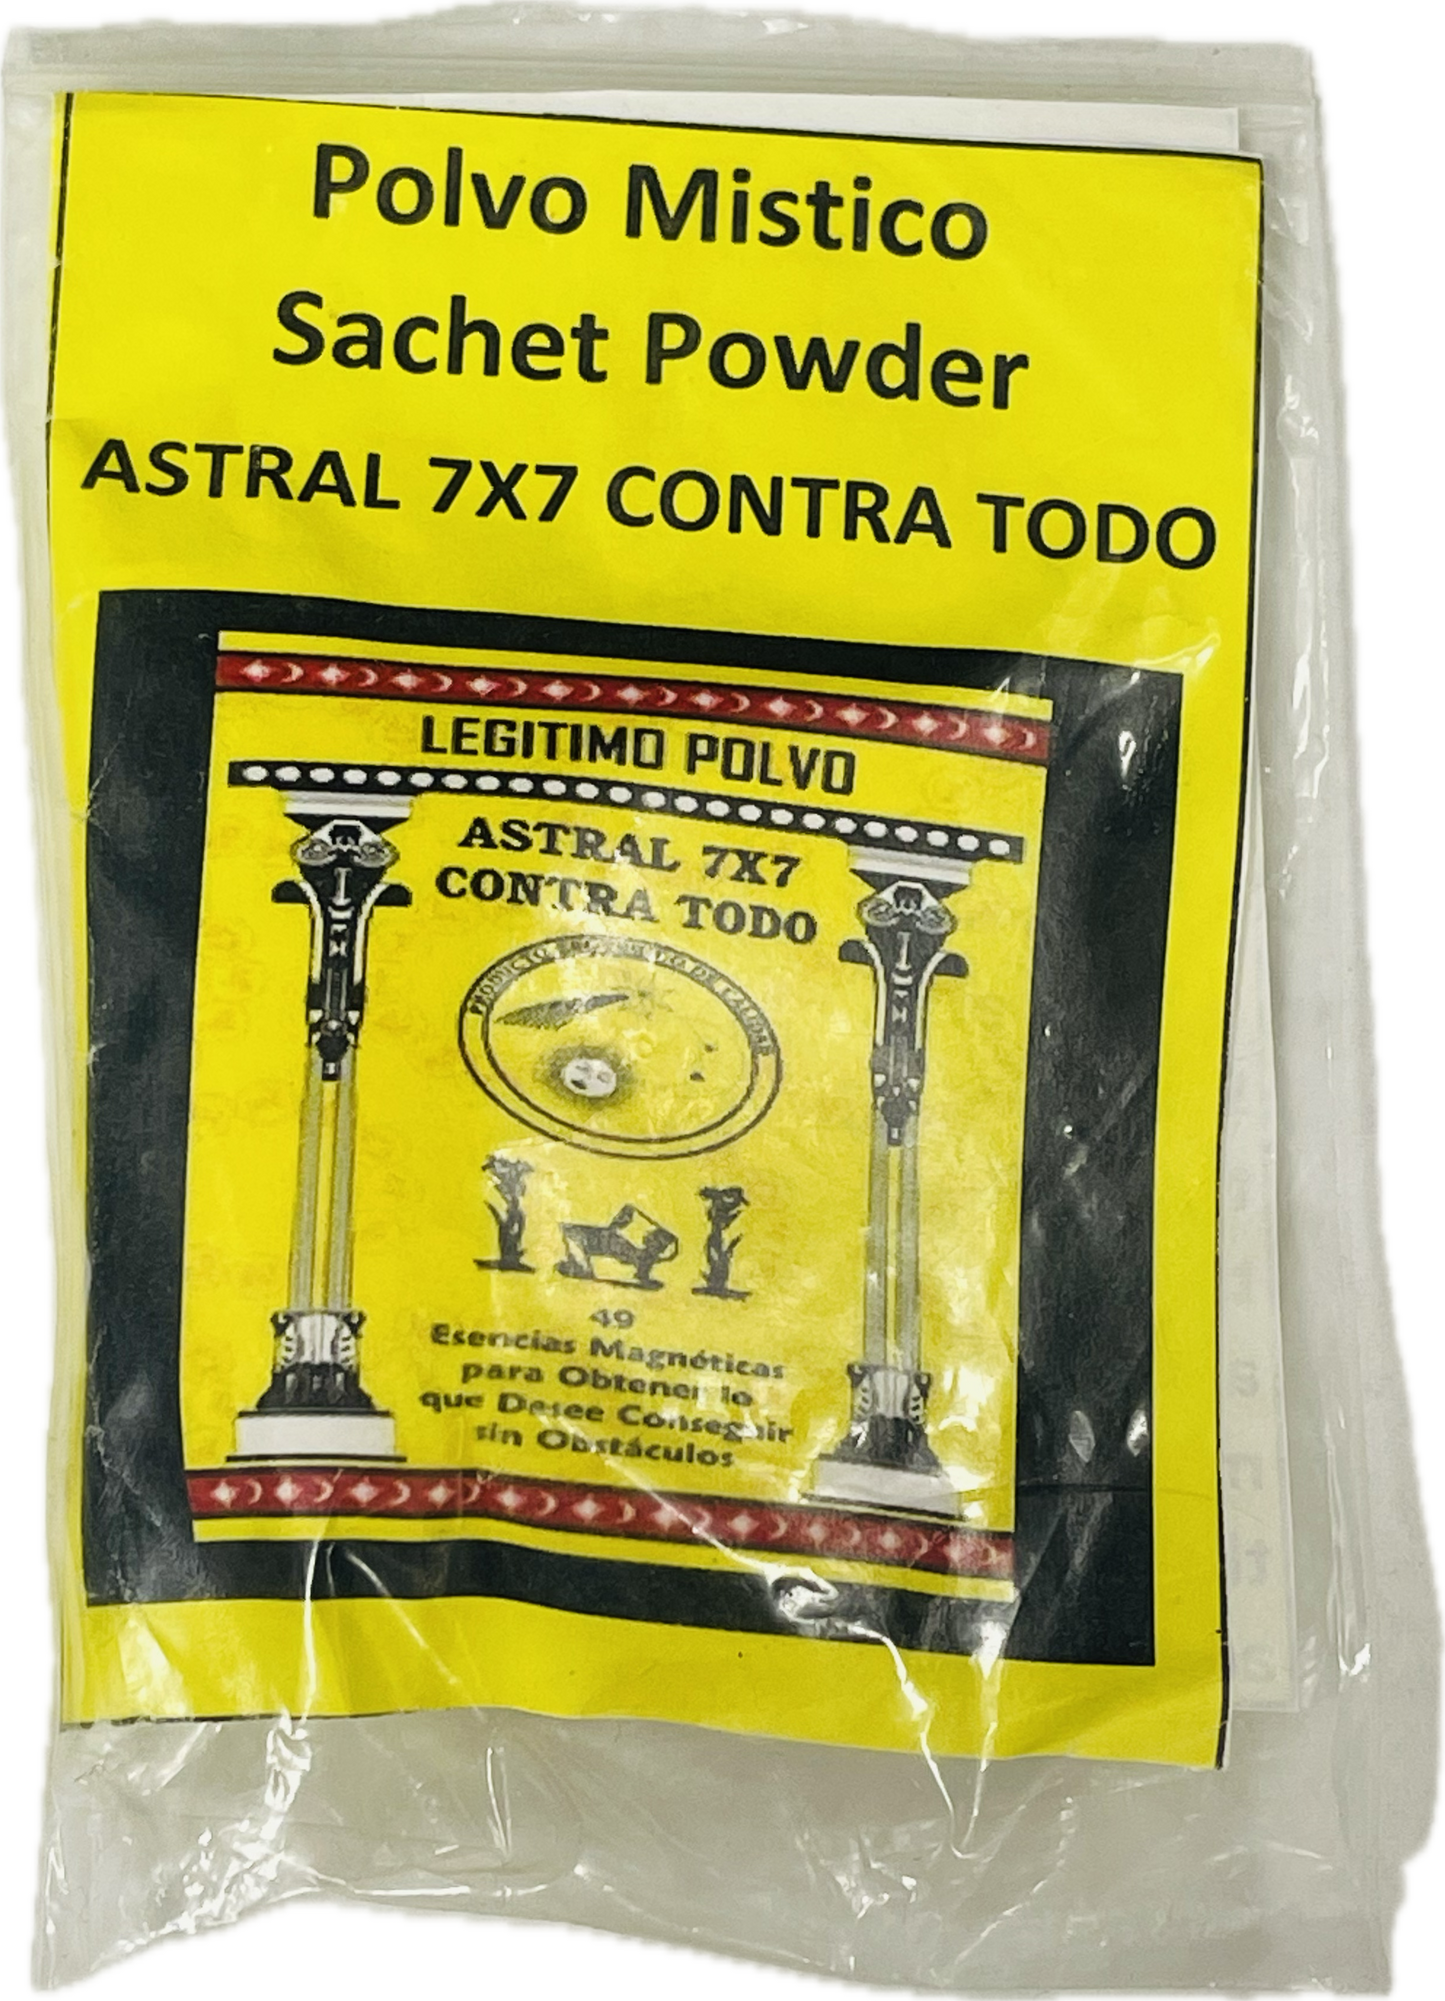 Polvo Mistico
Sachet Powder
ASTRAL 7X7 CONTRA TODO
LEGITIMO POLVO
ASTRAL 7X7
CONTRA TODO
PRODUCTO
49
Esencias Magnéticas
para Obtener lo
que Desee Conseguir
sin Obstáculos